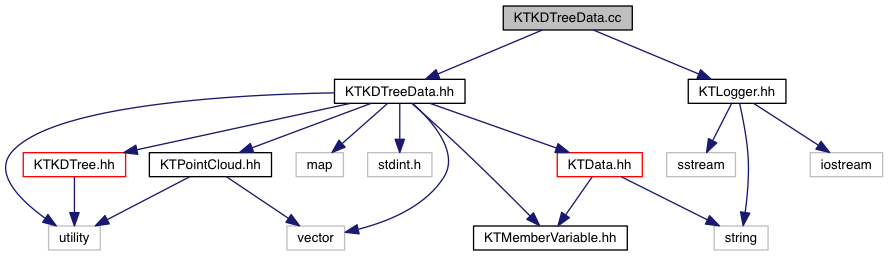 KTKDTreeData.cc
KTKDTreeData.hh
KTLogger.hh
KTKDTree.hh
KTPointCloud.hh
map
stdint.h
KTData.hh
sstream
iostream
utility
vector
KTMemberVariable.hh
string